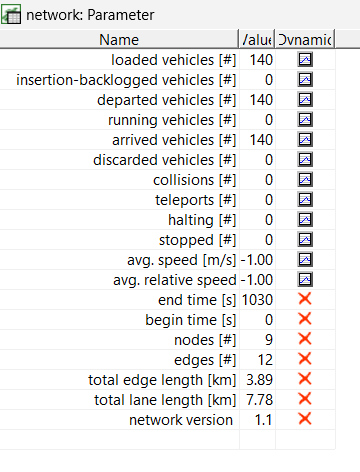 network: Parameter
Name /alue Dynamic
loaded vehicles [#] 140
insertion-backlogged vehicles [#] 0
departed vehicles [#] 140
running vehicles [#] 0
arrived vehicles [#] 140
discarded vehicles [#] 0
collisions [#] 0
teleports [#] 0
halting [#] 0
stopped [#] 0
avg. speed [m/s] -1.00
avg. relative speed -1.00
end time [s] 1030
begin time [s] 0
nodes [#] 9
edges [#] 12
total edge length [km] 3.89
total lane length [km] 7.78
network version 1.1